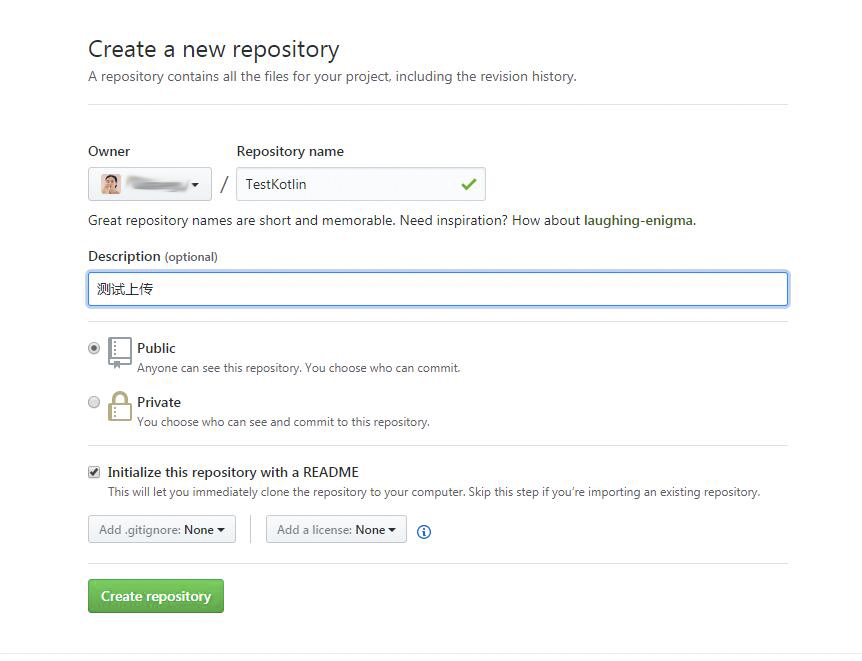 Create a new repository
A repository contains all the files for your project, including the revision history.
Owner Repository name
/ TestKotlin
Great repository names are short and memorable. Need inspiration? How about laughing-enigma.
Description (optional)
测试上传
Public
Anyone can see this repository. You choose who can commit.
Private
You choose who can see and commit to this repository.
Initialize this repository with a README
This will let you immediately clone the repository to your computer. Skip this step if you’re importing an existing repository.
Add .gitignore: None Add a license: None
Create repository